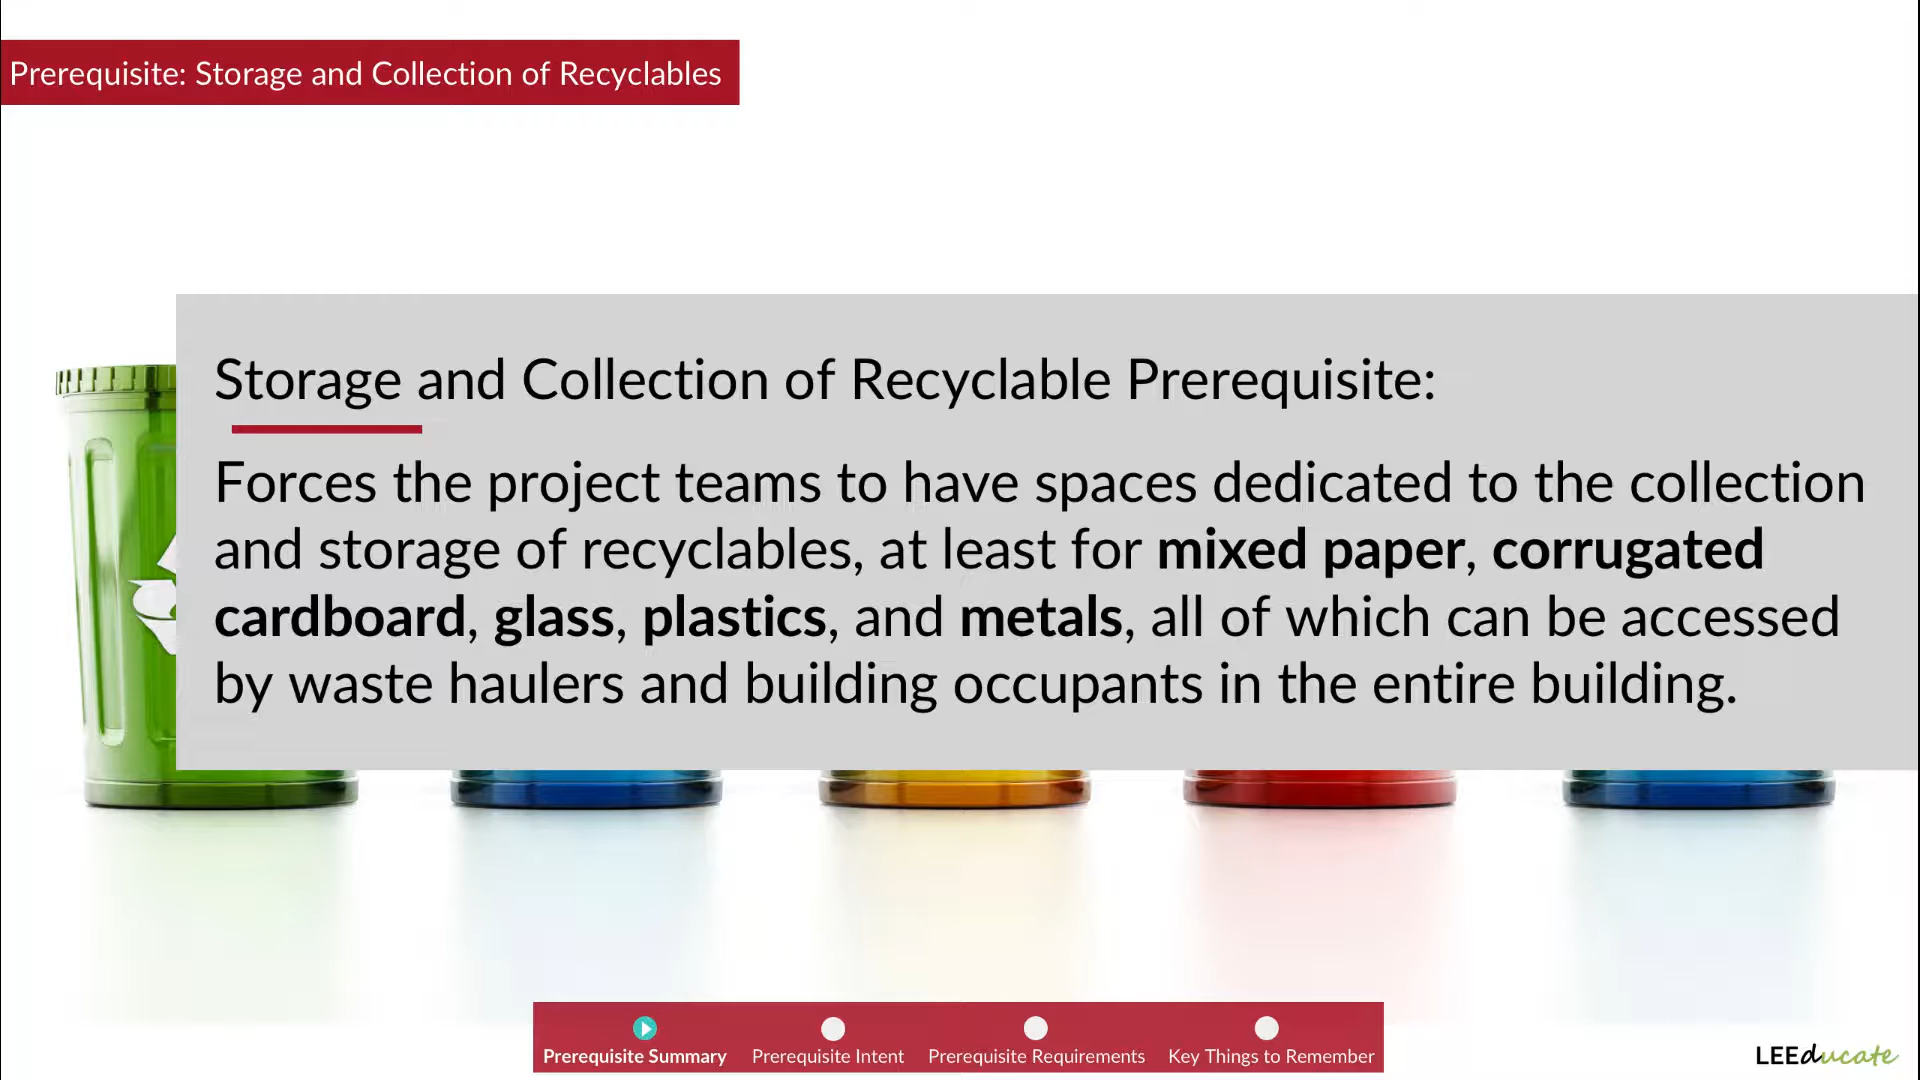 Prerequisite: Storage and Collection of Recyclables
Storage and Collection of Recyclable Prerequisite:
Forces the project teams to have spaces dedicated to the collection
and storage of recyclables, at least for mixed paper, corrugated
cardboard, glass, plastics, and metals, all of which can be accessed
by waste haulers and building occupants in the entire building.
Prerequisite Summary
Prerequisite Intent
Prerequisite Requirements
Key Things to Remember
LEEducate